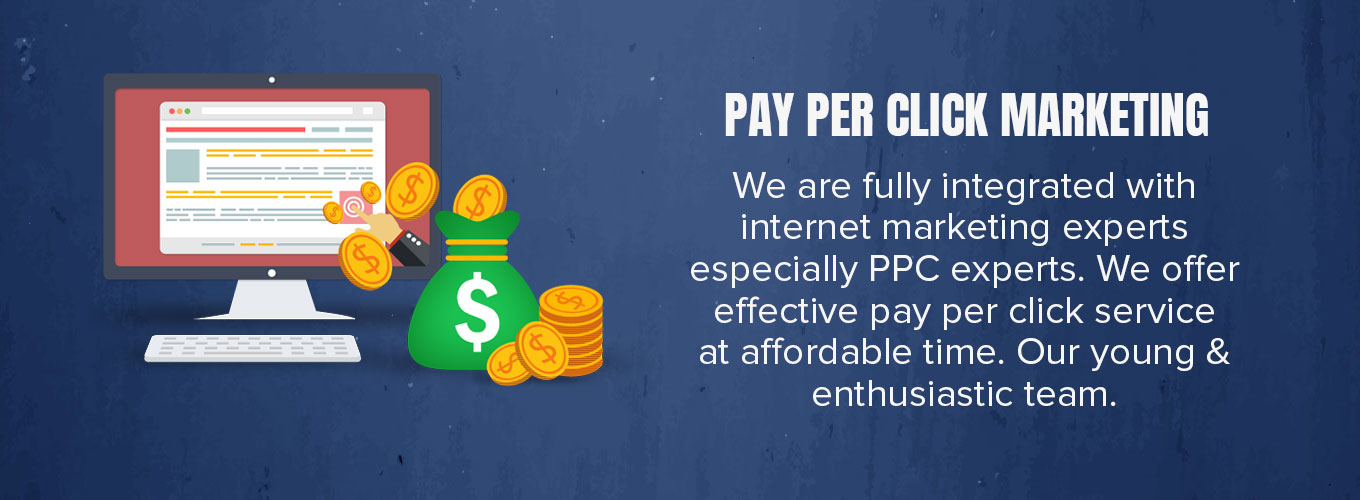 PAY PER CLICK MARKETING
We are fully integrated with
internet marketing experts
especially PPC experts. We offer
effective pay per click service
at affordable time. Our young &
enthusiastic team.
$
$
$
$
$
$
$
$
$